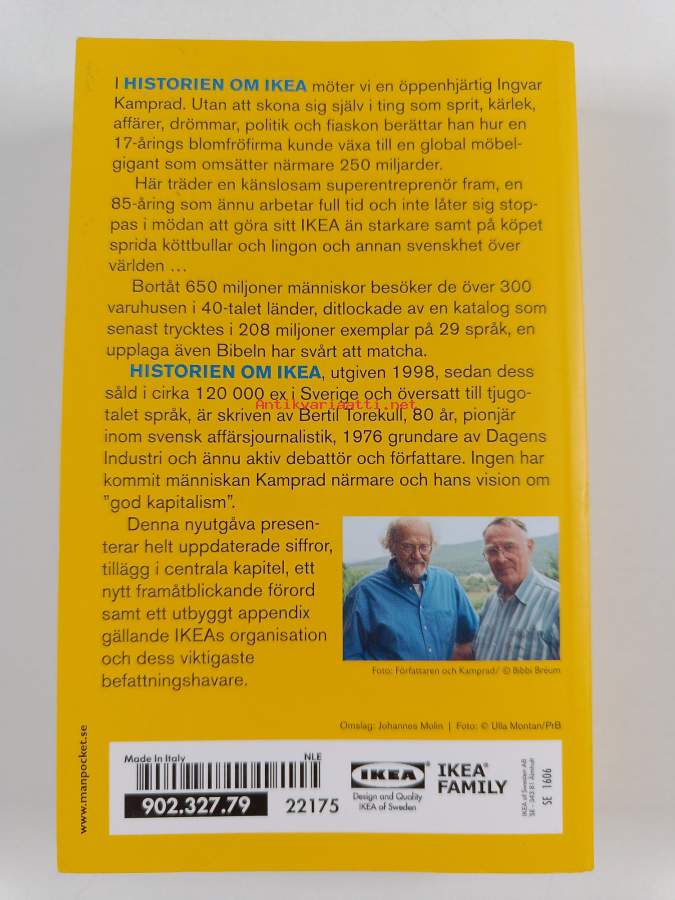 I HISTORIEN OM IKEA möter vi en öppenhjärtig Ingvar
Kamprad. Utan att skona sig själv i ting som sprit, kärlek,
affärer, drömmar, politik och fiaskon berättar han hur en
17-årings blomfröfirma kunde växa till en global möbel-
gigant som omsätter närmare 250 miljarder.
Här träder en känslosam superentreprenör fram, en
85-åring som ännu arbetar full tid och inte låter sig stop-
pas i mödan att göra sitt IKEA än starkare samt på köpet
sprida köttbullar och lingon och annan svenskhet över
världen ...
Bortåt 650 miljoner människor besöker de över 300
varuhusen i 40-talet länder, ditlockade av en katalog som
senast trycktes i 208 miljoner exemplar på 29 språk, en
upplaga även Bibeln har svårt att matcha.
HISTORIEN OM IKEA, utgiven 1998, sedan dess
såld i cirka 120 000 ex i Sverige och översatt till tjugo-
Antikvariaatti.net
talet språk, är skriven av Bertil Torekull, 80 år, pionjär
inom svensk affärsjournalistik, 1976 grundare av Dagens
Industri och ännu aktiv debattör och författare. Ingen har
kommit människan Kamprad närmare och hans vision om
"god kapitalism".
Denna nyutgåva presen-
terar helt uppdaterade siffror,
tillägg i centrala kapitel, ett
nytt framåtblickande förord
samt ett utbyggt appendix
gällande IKEAs organisation
och dess viktigaste
befattningshavare.
Foto: Författaren och Kamprad/ © Bibbi Breum
Omslag: Johannes Molin | Foto: © Ulla Montan/PrB
www.manpocket.se
Made in Italy
NLE
902.327.79
22175
IKEA®
Design and Quality
IKEA of Sweden
IKEA®
FAMILY
IKEA of Sweden AB
SE - 343 81 Älmhult
SE 1606